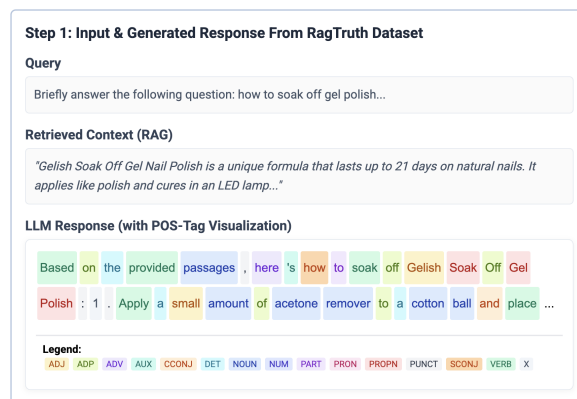 Step 1: Input & Generated Response From RagTruth Dataset
Query
Briefly answer the following question: how to soak off gel polish...
Retrieved Context (RAG)
"Gelish Soak Off Gel Nail Polish is a unique formula that lasts up to 21 days on natural nails. It
applies like polish and cures in an LED lamp..."
LLM Response (with POS-Tag Visualization)
Based on the provided passages , here 's how to soak off Gelish Soak Off Gel
Polish : 1 . Apply a small amount of acetone remover to a cotton ball and place ...
Legend:
ADJ ADP ADV AUX CCONJ DET NOUN NUM PART PRON PROPN PUNCT SCONJ VERB X